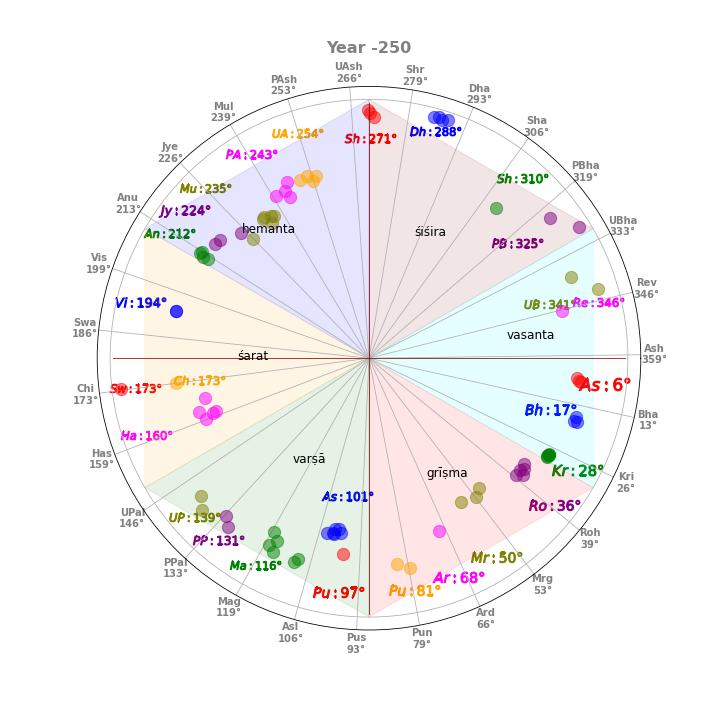 Year -250
UAsh
266°
Shr
279°
PAsh
253°
Dha
293°
Mul
239°
Sha
306°
Jye
226°
PBha
319°
Anu
213°
UBha
333°
Vis
199°
Rev
346°
Swa
186°
Ash
359°
Chi
173°
Bha
13°
Has
159°
Kri
26°
UPal
146°
Roh
39°
PPal
133°
Mrg
53°
Mag
119°
Ard
66°
Asl
106°
Pus
93°
Pun
79°
UA:254°
Sh:271°
Dh:288°
PA:243°
Mu:235°
Sh:310°
Jy:224°
An:212°
hemanta
śiśira
PB:325°
Vi:194°
UB:341°
Re:346°
vasanta
śarat
Sw:173°
Ch:173°
As:6°
Bh:17°
Ha:160°
varṣā
grīṣma
Kr:28°
As:101°
Ro:36°
UP:139°
PP:131°
Mr:50°
Ma:116°
Ar:68°
Pu:97°
Pu:81°